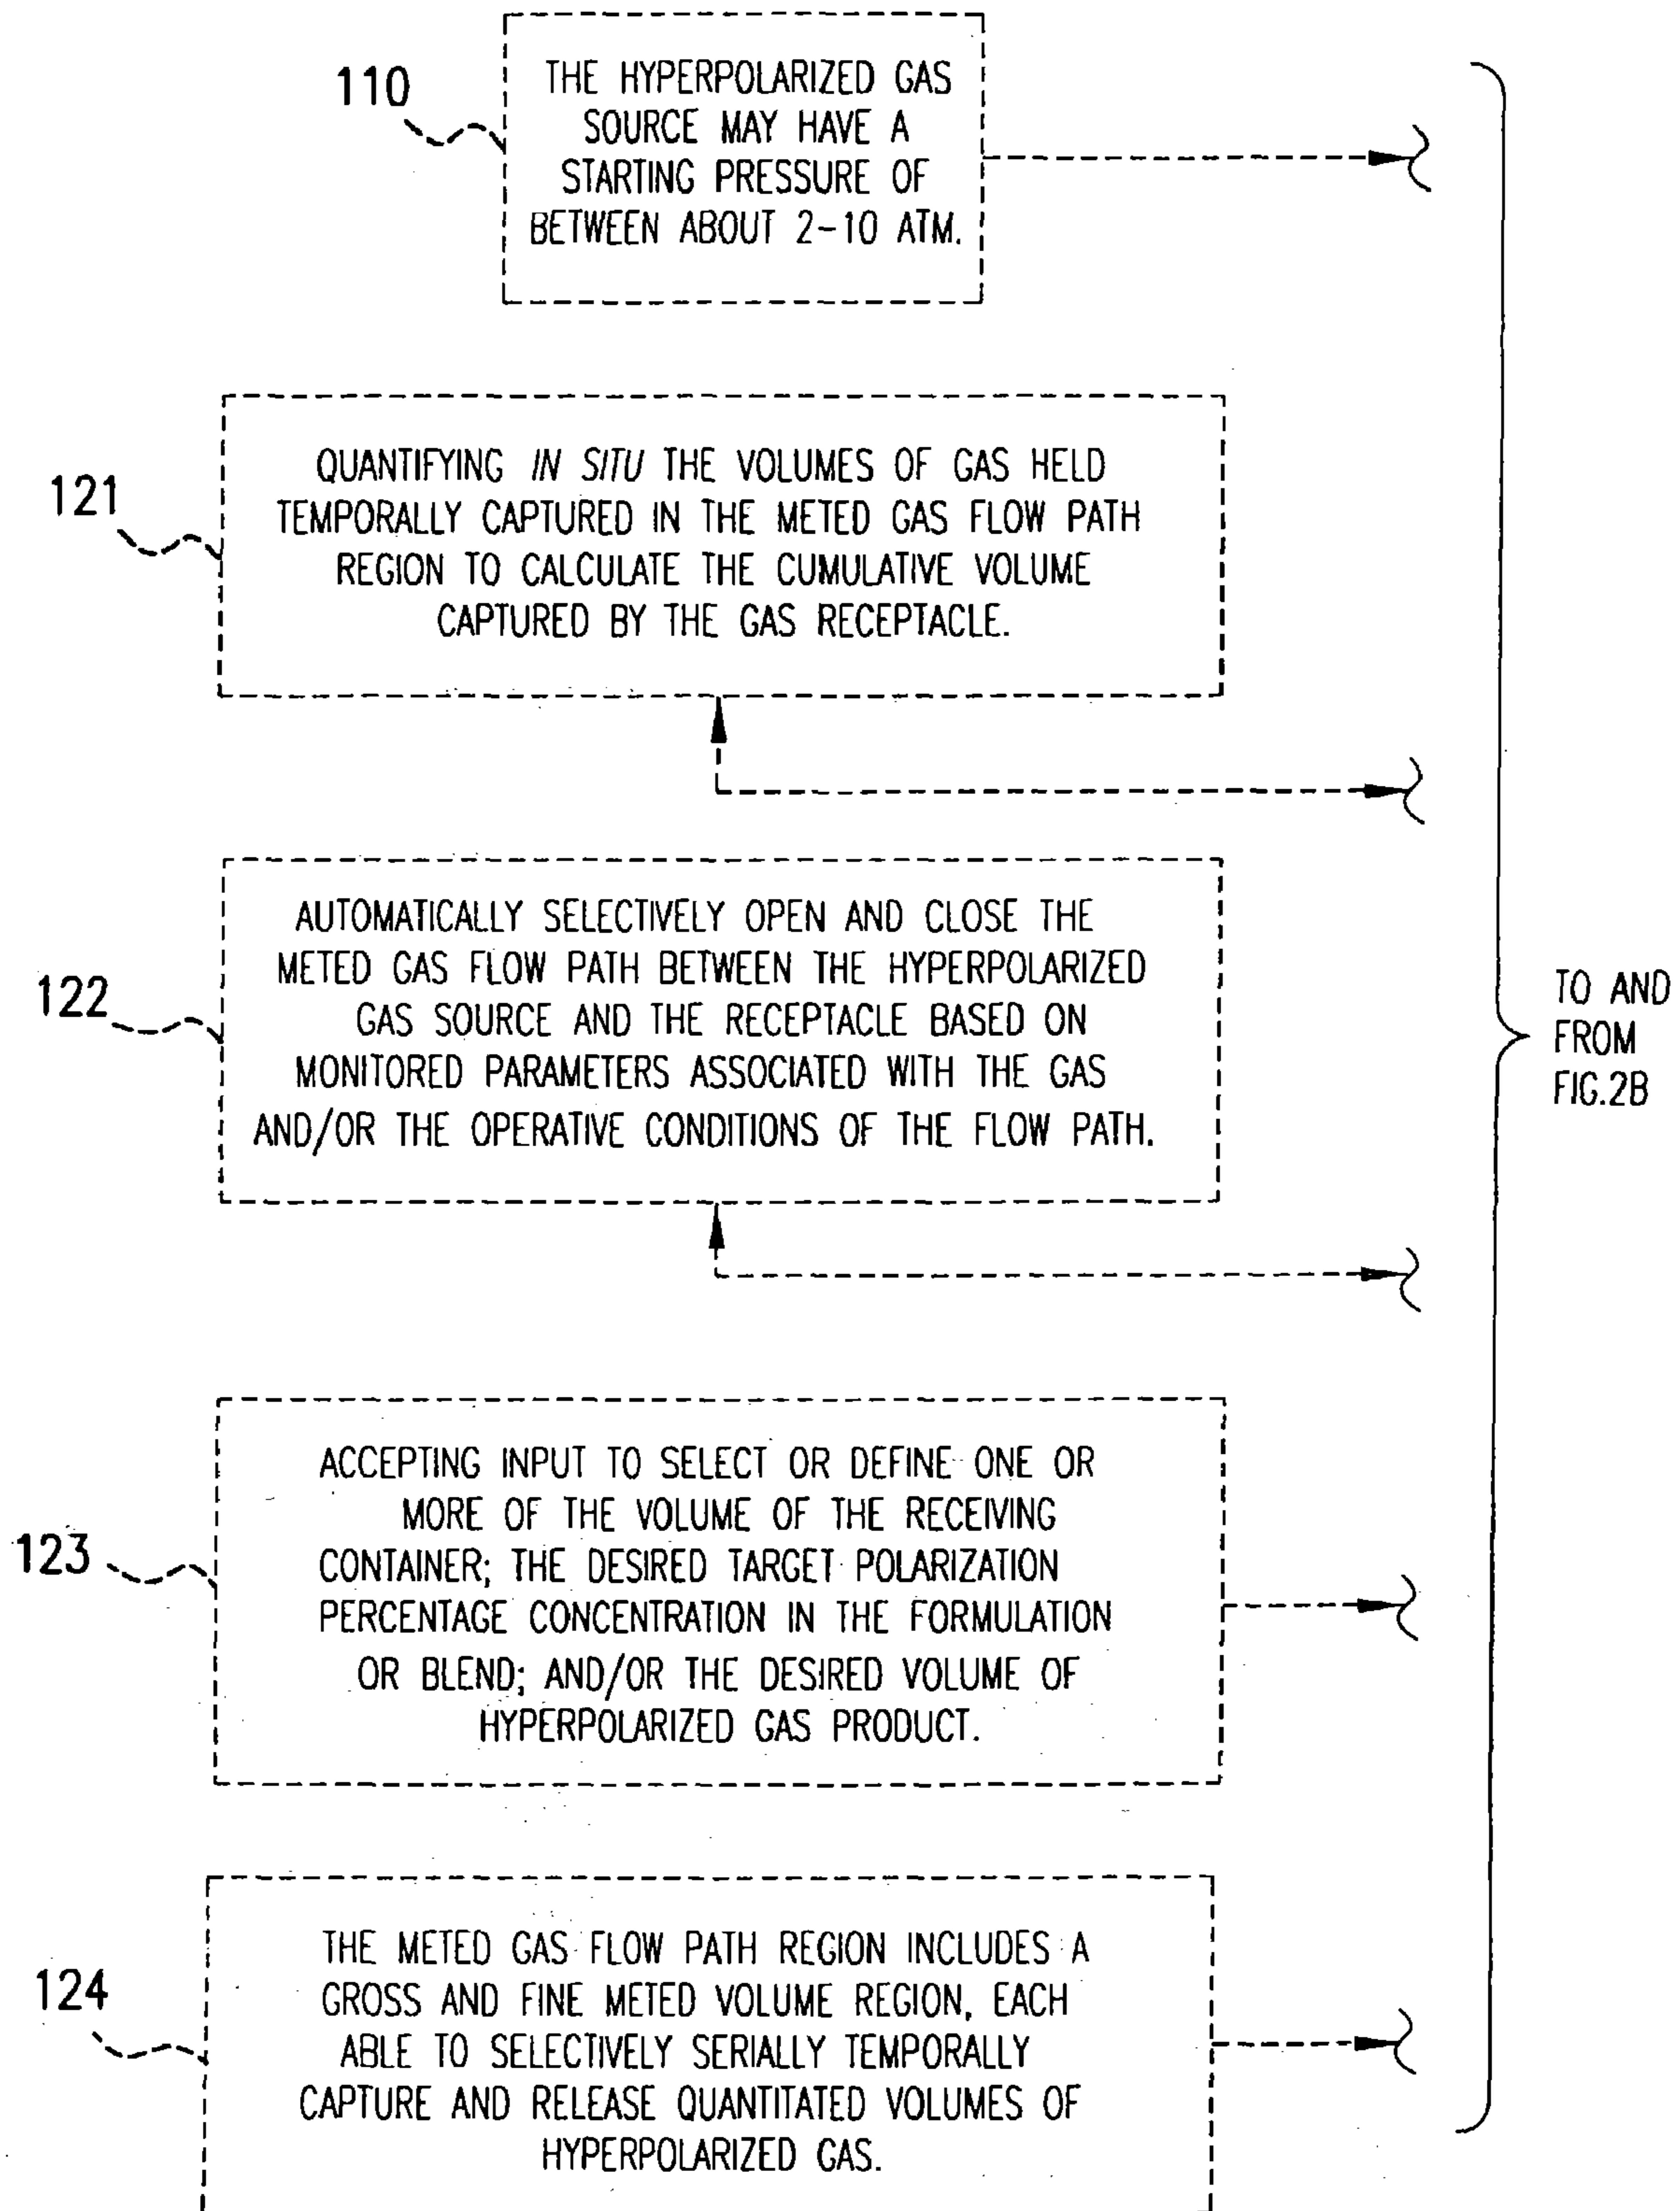 110
THE HYPERPOLARIZED GAS
SOURCE MAY HAVE A
STARTING PRESSURE OF
BETWEEN ABOUT 2-10 ATM.
121
QUANTIFYING IN SITU THE VOLUMES OF GAS HELD
TEMPORALLY CAPTURED IN THE METED GAS FLOW PATH
REGION TO CALCULATE THE CUMULATIVE VOLUME
CAPTURED BY THE GAS RECEPTACLE.
122
AUTOMATICALLY SELECTIVELY OPEN AND CLOSE THE
METED GAS FLOW PATH BETWEEN THE HYPERPOLARIZED
GAS SOURCE AND THE RECEPTACLE BASED ON
MONITORED PARAMETERS ASSOCIATED WITH THE GAS
AND/OR THE OPERATIVE CONDITIONS OF THE FLOW PATH.
TO AND
FROM
FIG.2B
123
ACCEPTING INPUT TO SELECT OR DEFINE ONE OR
MORE OF THE VOLUME OF THE RECEIVING
CONTAINER; THE DESIRED TARGET POLARIZATION
PERCENTAGE CONCENTRATION IN THE FORMULATION
OR BLEND; AND/OR THE DESIRED VOLUME OF
HYPERPOLARIZED GAS PRODUCT.
124
THE METED GAS FLOW PATH REGION INCLUDES A
GROSS AND FINE METED VOLUME REGION, EACH
ABLE TO SELECTIVELY SERIALLY TEMPORALLY
CAPTURE AND RELEASE QUANTITATED VOLUMES OF
HYPERPOLARIZED GAS.